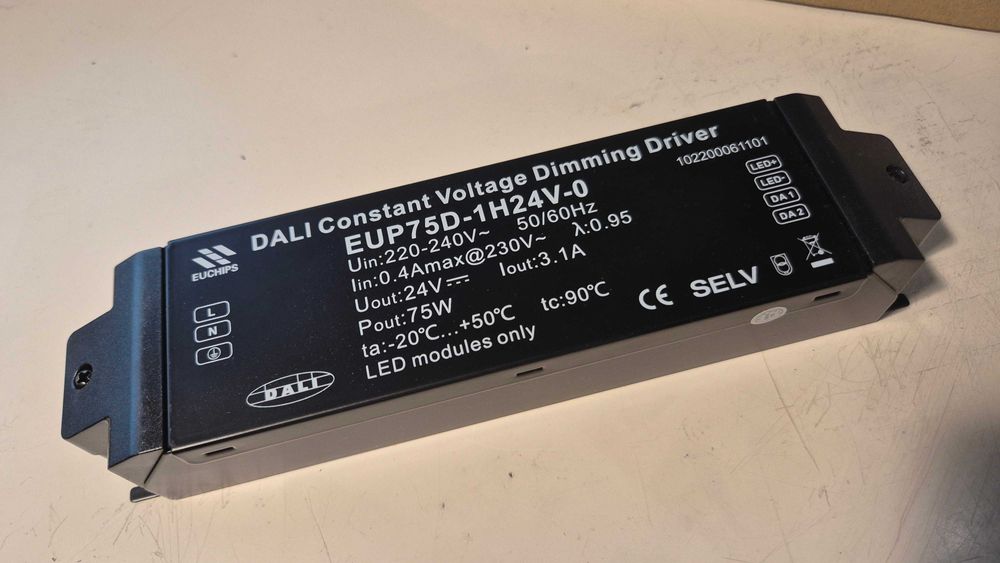 DALI Constant Voltage Dimming Driver
EUP75D-1H24V-0
102200061101
EUCHIPS
Uin:220-240V~ 50/60Hz
Iin:0.4Amax@230V~ λ:0.95
Uout:24V⎓ Iout:3.1A
Pout:75W
ta:-20℃...+50℃ tc:90℃
LED modules only
L
N
DALI
LED+
LED-
DA 1
DA 2
CE SELV